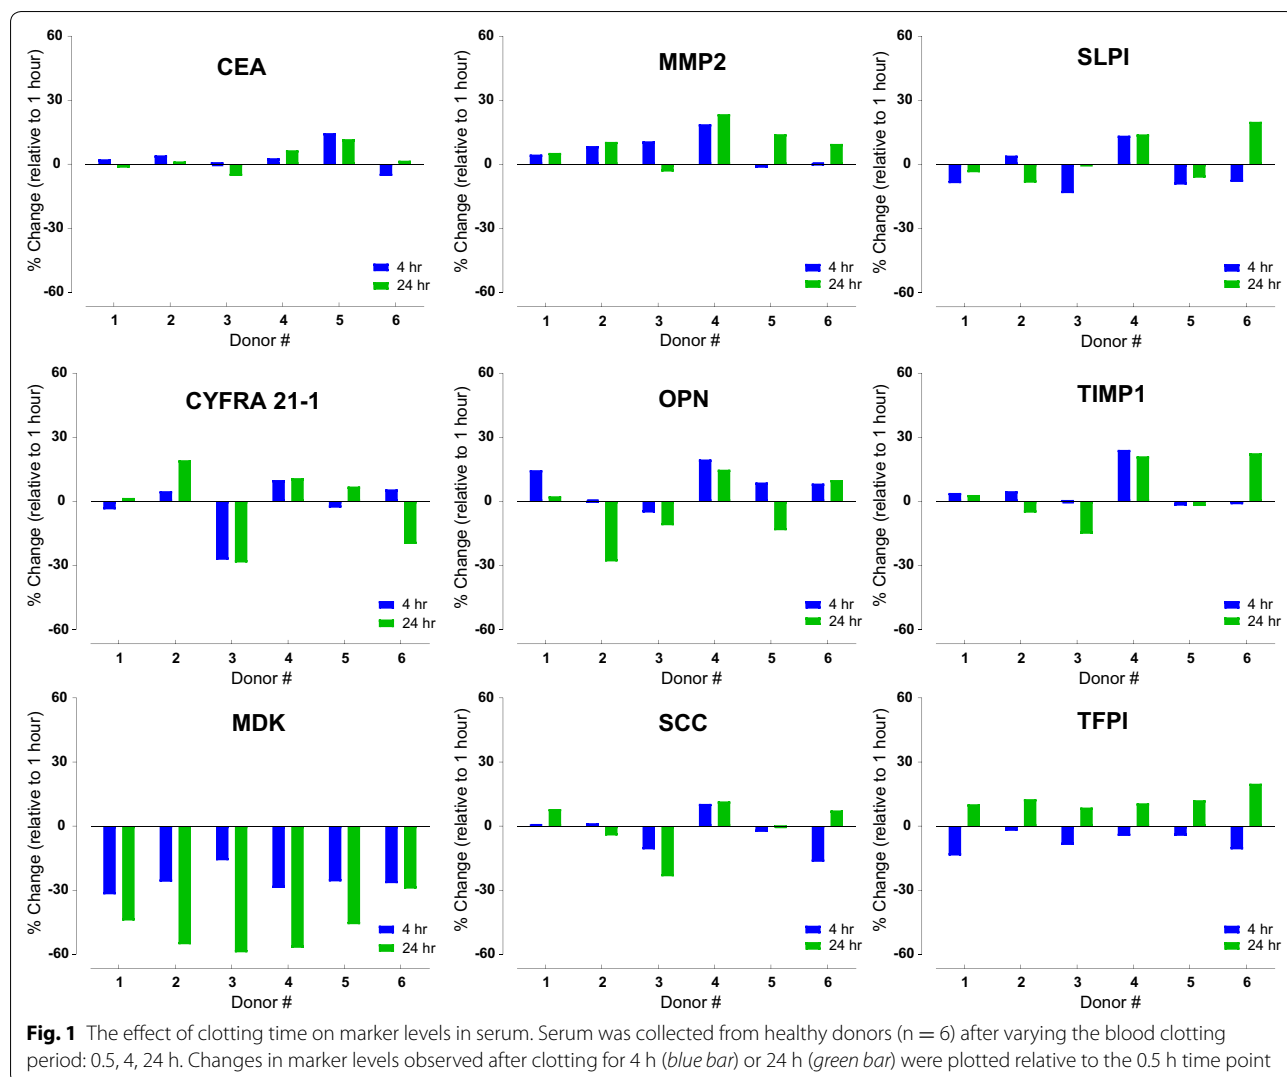 CEA
% Change (relative to 1 hour)
60
30
0
-30
-60
4 hr
24 hr
1 2 3 4 5 6
Donor #
MMP2
% Change (relative to 1 hour)
60
30
0
-30
-60
4 hr
24 hr
1 2 3 4 5 6
Donor #
SLPI
% Change (relative to 1 hour)
60
30
0
-30
-60
4 hr
24 hr
1 2 3 4 5 6
Donor #
CYFRA 21-1
% Change (relative to 1 hour)
60
30
0
-30
-60
4 hr
24 hr
1 2 3 4 5 6
Donor #
OPN
% Change (relative to 1 hour)
60
30
0
-30
-60
4 hr
24 hr
1 2 3 4 5 6
Donor #
TIMP1
% Change (relative to 1 hour)
60
30
0
-30
-60
4 hr
24 hr
1 2 3 4 5 6
Donor #
MDK
% Change (relative to 1 hour)
60
30
0
-30
-60
4 hr
24 hr
1 2 3 4 5 6
Donor #
SCC
% Change (relative to 1 hour)
60
30
0
-30
-60
4 hr
24 hr
1 2 3 4 5 6
Donor #
TFPI
% Change (relative to 1 hour)
60
30
0
-30
-60
4 hr
24 hr
1 2 3 4 5 6
Donor #
Fig. 1 The effect of clotting time on marker levels in serum. Serum was collected from healthy donors (n = 6) after varying the blood clotting
period: 0.5, 4, 24 h. Changes in marker levels observed after clotting for 4 h (blue bar) or 24 h (green bar) were plotted relative to the 0.5 h time point